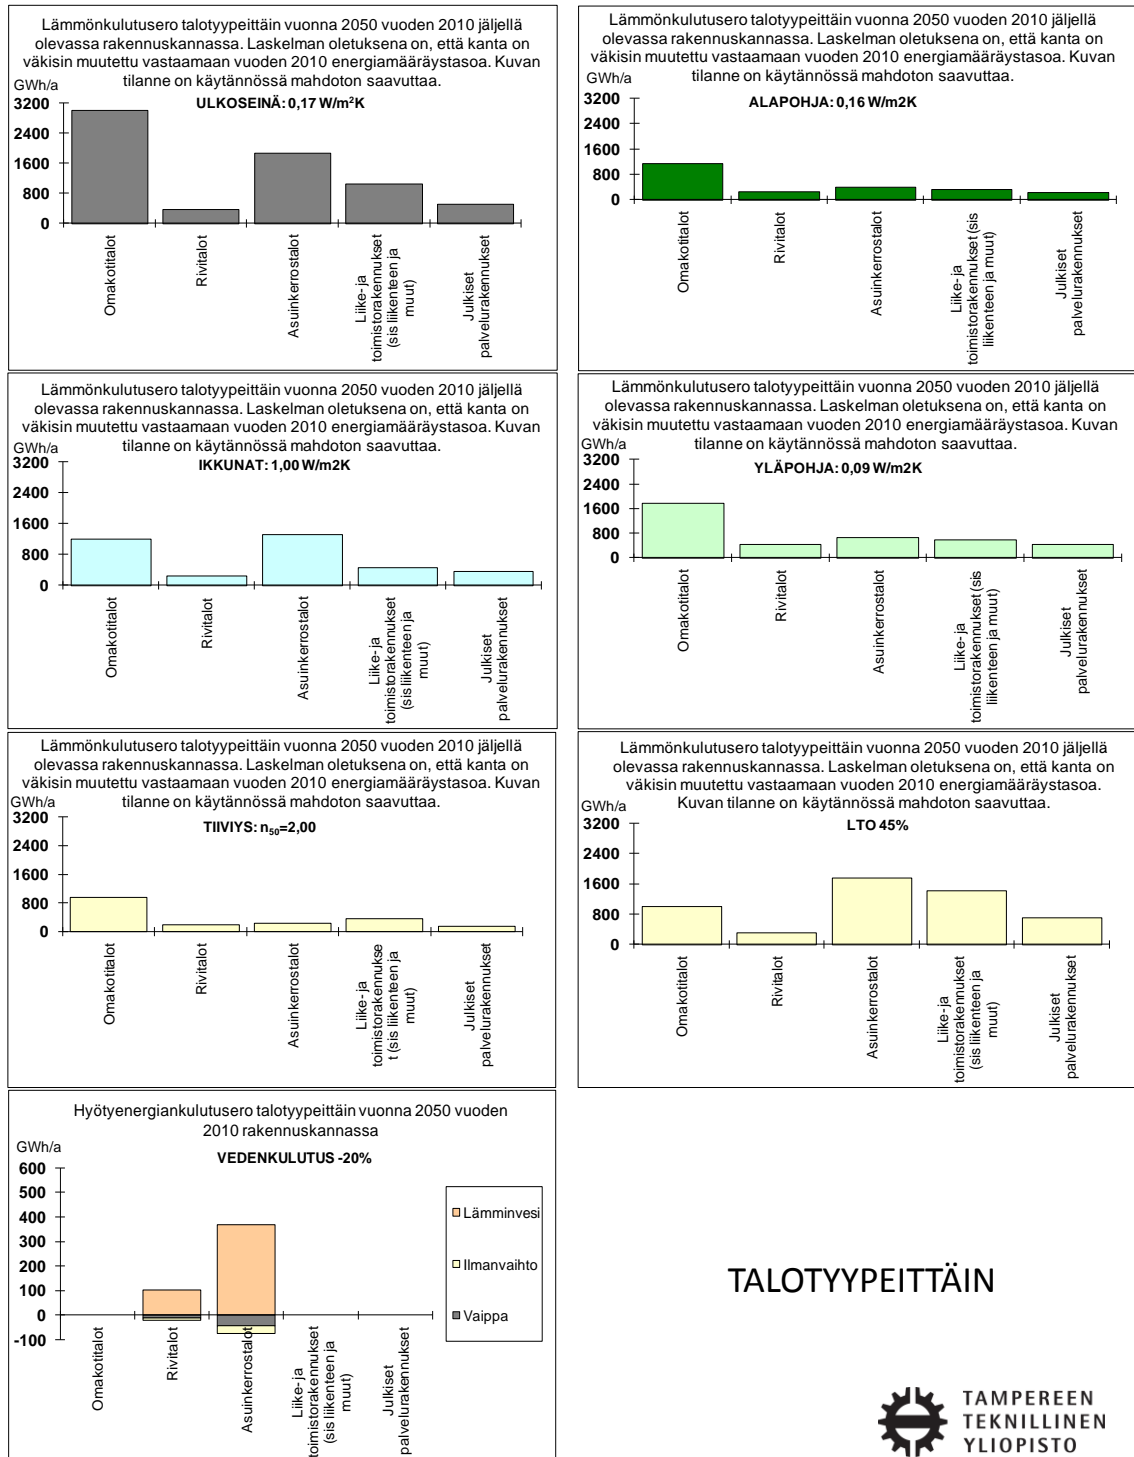 Lämmönkulutusero talotyypeittäin vuonna 2050 vuoden 2010 jäljellä
olevassa rakennuskannassa. Laskelman oletuksena on, että kanta on
väkisin muutettu vastaamaan vuoden 2010 energiamääräystasoa. Kuvan
tilanne on käytännössä mahdoton saavuttaa.
GWh/a
ULKOSEINÄ: 0,17 W/m²K
3200
2400
1600
800
0
Omakotitalot
Rivitalot
Asuinkerrostalot
Liike- ja
toimistorakennukset
(sis liikenteen ja
muut)
Julkiset
palvelurakennukset
Lämmönkulutusero talotyypeittäin vuonna 2050 vuoden 2010 jäljellä
olevassa rakennuskannassa. Laskelman oletuksena on, että kanta on
väkisin muutettu vastaamaan vuoden 2010 energiamääräystasoa. Kuvan
tilanne on käytännössä mahdoton saavuttaa.
GWh/a
ALAPOHJA: 0,16 W/m2K
3200
2400
1600
800
0
Omakotitalot
Rivitalot
Asuinkerrostalot
Liike- ja
toimistorakennukset (sis
liikenteen ja muut)
Julkiset
palvelurakennukset
Lämmönkulutusero talotyypeittäin vuonna 2050 vuoden 2010 jäljellä
olevassa rakennuskannassa. Laskelman oletuksena on, että kanta on
väkisin muutettu vastaamaan vuoden 2010 energiamääräystasoa. Kuvan
tilanne on käytännössä mahdoton saavuttaa.
GWh/a
IKKUNAT: 1,00 W/m2K
3200
2400
1600
800
0
Omakotitalot
Rivitalot
Asuinkerrostalot
Liike- ja
toimistorakennukset
(sis liikenteen ja
muut)
Julkiset
palvelurakennukset
Lämmönkulutusero talotyypeittäin vuonna 2050 vuoden 2010 jäljellä
olevassa rakennuskannassa. Laskelman oletuksena on, että kanta on
väkisin muutettu vastaamaan vuoden 2010 energiamääräystasoa. Kuvan
tilanne on käytännössä mahdoton saavuttaa.
GWh/a
YLÄPOHJA: 0,09 W/m2K
3200
2400
1600
800
0
Omakotitalot
Rivitalot
Asuinkerrostalot
Liike- ja
toimistorakennukset (sis
liikenteen ja muut)
Julkiset
palvelurakennukset
Lämmönkulutusero talotyypeittäin vuonna 2050 vuoden 2010 jäljellä
olevassa rakennuskannassa. Laskelman oletuksena on, että kanta on
väkisin muutettu vastaamaan vuoden 2010 energiamääräystasoa. Kuvan
tilanne on käytännössä mahdoton saavuttaa.
GWh/a
TIIVIYS: n₅₀=2,00
3200
2400
1600
800
0
Omakotitalot
Rivitalot
Asuinkerrostalot
Liike- ja
toimistorakennukse
t (sis liikenteen ja
muut)
Julkiset
palvelurakennukset
Lämmönkulutusero talotyypeittäin vuonna 2050 vuoden 2010 jäljellä
olevassa rakennuskannassa. Laskelman oletuksena on, että kanta on
väkisin muutettu vastaamaan vuoden 2010 energiamääräystasoa.
Kuvan tilanne on käytännössä mahdoton saavuttaa.
GWh/a
LTO 45%
3200
2400
1600
800
0
Omakotitalot
Rivitalot
Asuinkerrostalot
Liike- ja
toimistorakennukset
(sis liikenteen ja
muut)
Julkiset
palvelurakennukset
Hyötyenergiankulutusero talotyypeittäin vuonna 2050 vuoden
2010 rakennuskannassa
GWh/a
VEDENKULUTUS -20%
600
500
400
300
200
100
0
-100
Omakotitalot
Rivitalot
Asuinkerrostalot
Liike- ja
toimistorakennukset
(sis liikenteen ja
muut)
Julkiset
palvelurakennukset
Lämminvesi
Ilmanvaihto
Vaippa
TALOTYYPEITTÄIN
TAMPEREEN
TEKNILLINEN
YLIOPISTO